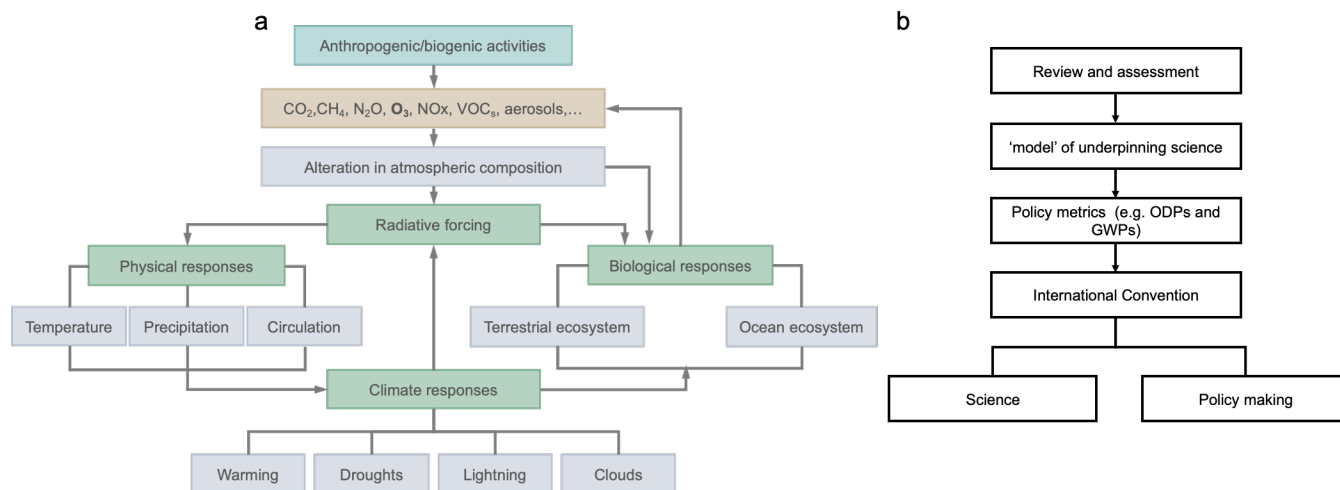 a
Anthropogenic/biogenic activities
CO₂,CH₄, N₂O, O₃, NOx, VOCₛ, aerosols,...
Alteration in atmospheric composition
Radiative forcing
Physical responses
Biological responses
Temperature
Precipitation
Circulation
Terrestrial ecosystem
Ocean ecosystem
Climate responses
Warming
Droughts
Lightning
Clouds
b
Review and assessment
‘model’ of underpinning science
Policy metrics (e.g. ODPs and
GWPs)
International Convention
Science
Policy making